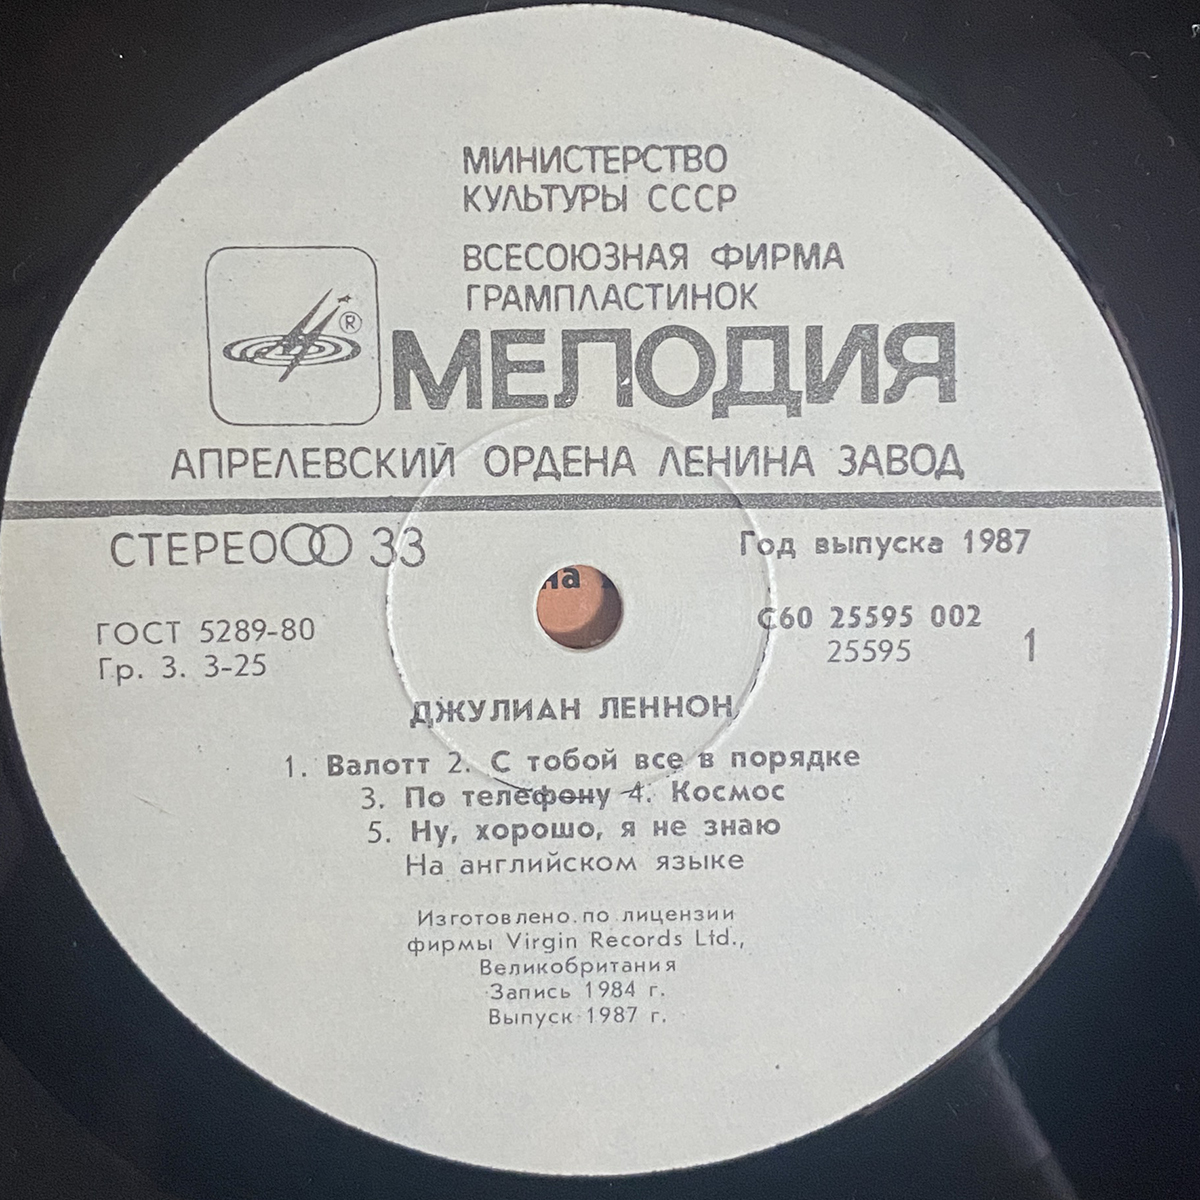 МИНИСТЕРСТВО
КУЛЬТУРЫ СССР
ВСЕСОЮЗНАЯ ФИРМА
ГРАМПЛАСТИНОК
®
МЕЛОДИЯ
АПРЕЛЕВСКИЙ ОРДЕНА ЛЕНИНА ЗАВОД
СТЕРЕО 33
Год выпуска 1987
ГОСТ 5289-80
Гр. 3. 3-25
С60 25595 002
25595
1
на
ДЖУЛИАН ЛЕННОН
1. Валотт 2. С тобой все в порядке
3. По телефону 4. Космос
5. Ну, хорошо, я не знаю
На английском языке
Изготовлено по лицензии
фирмы Virgin Records Ltd.,
Великобритания
Запись 1984 г.
Выпуск 1987 г.